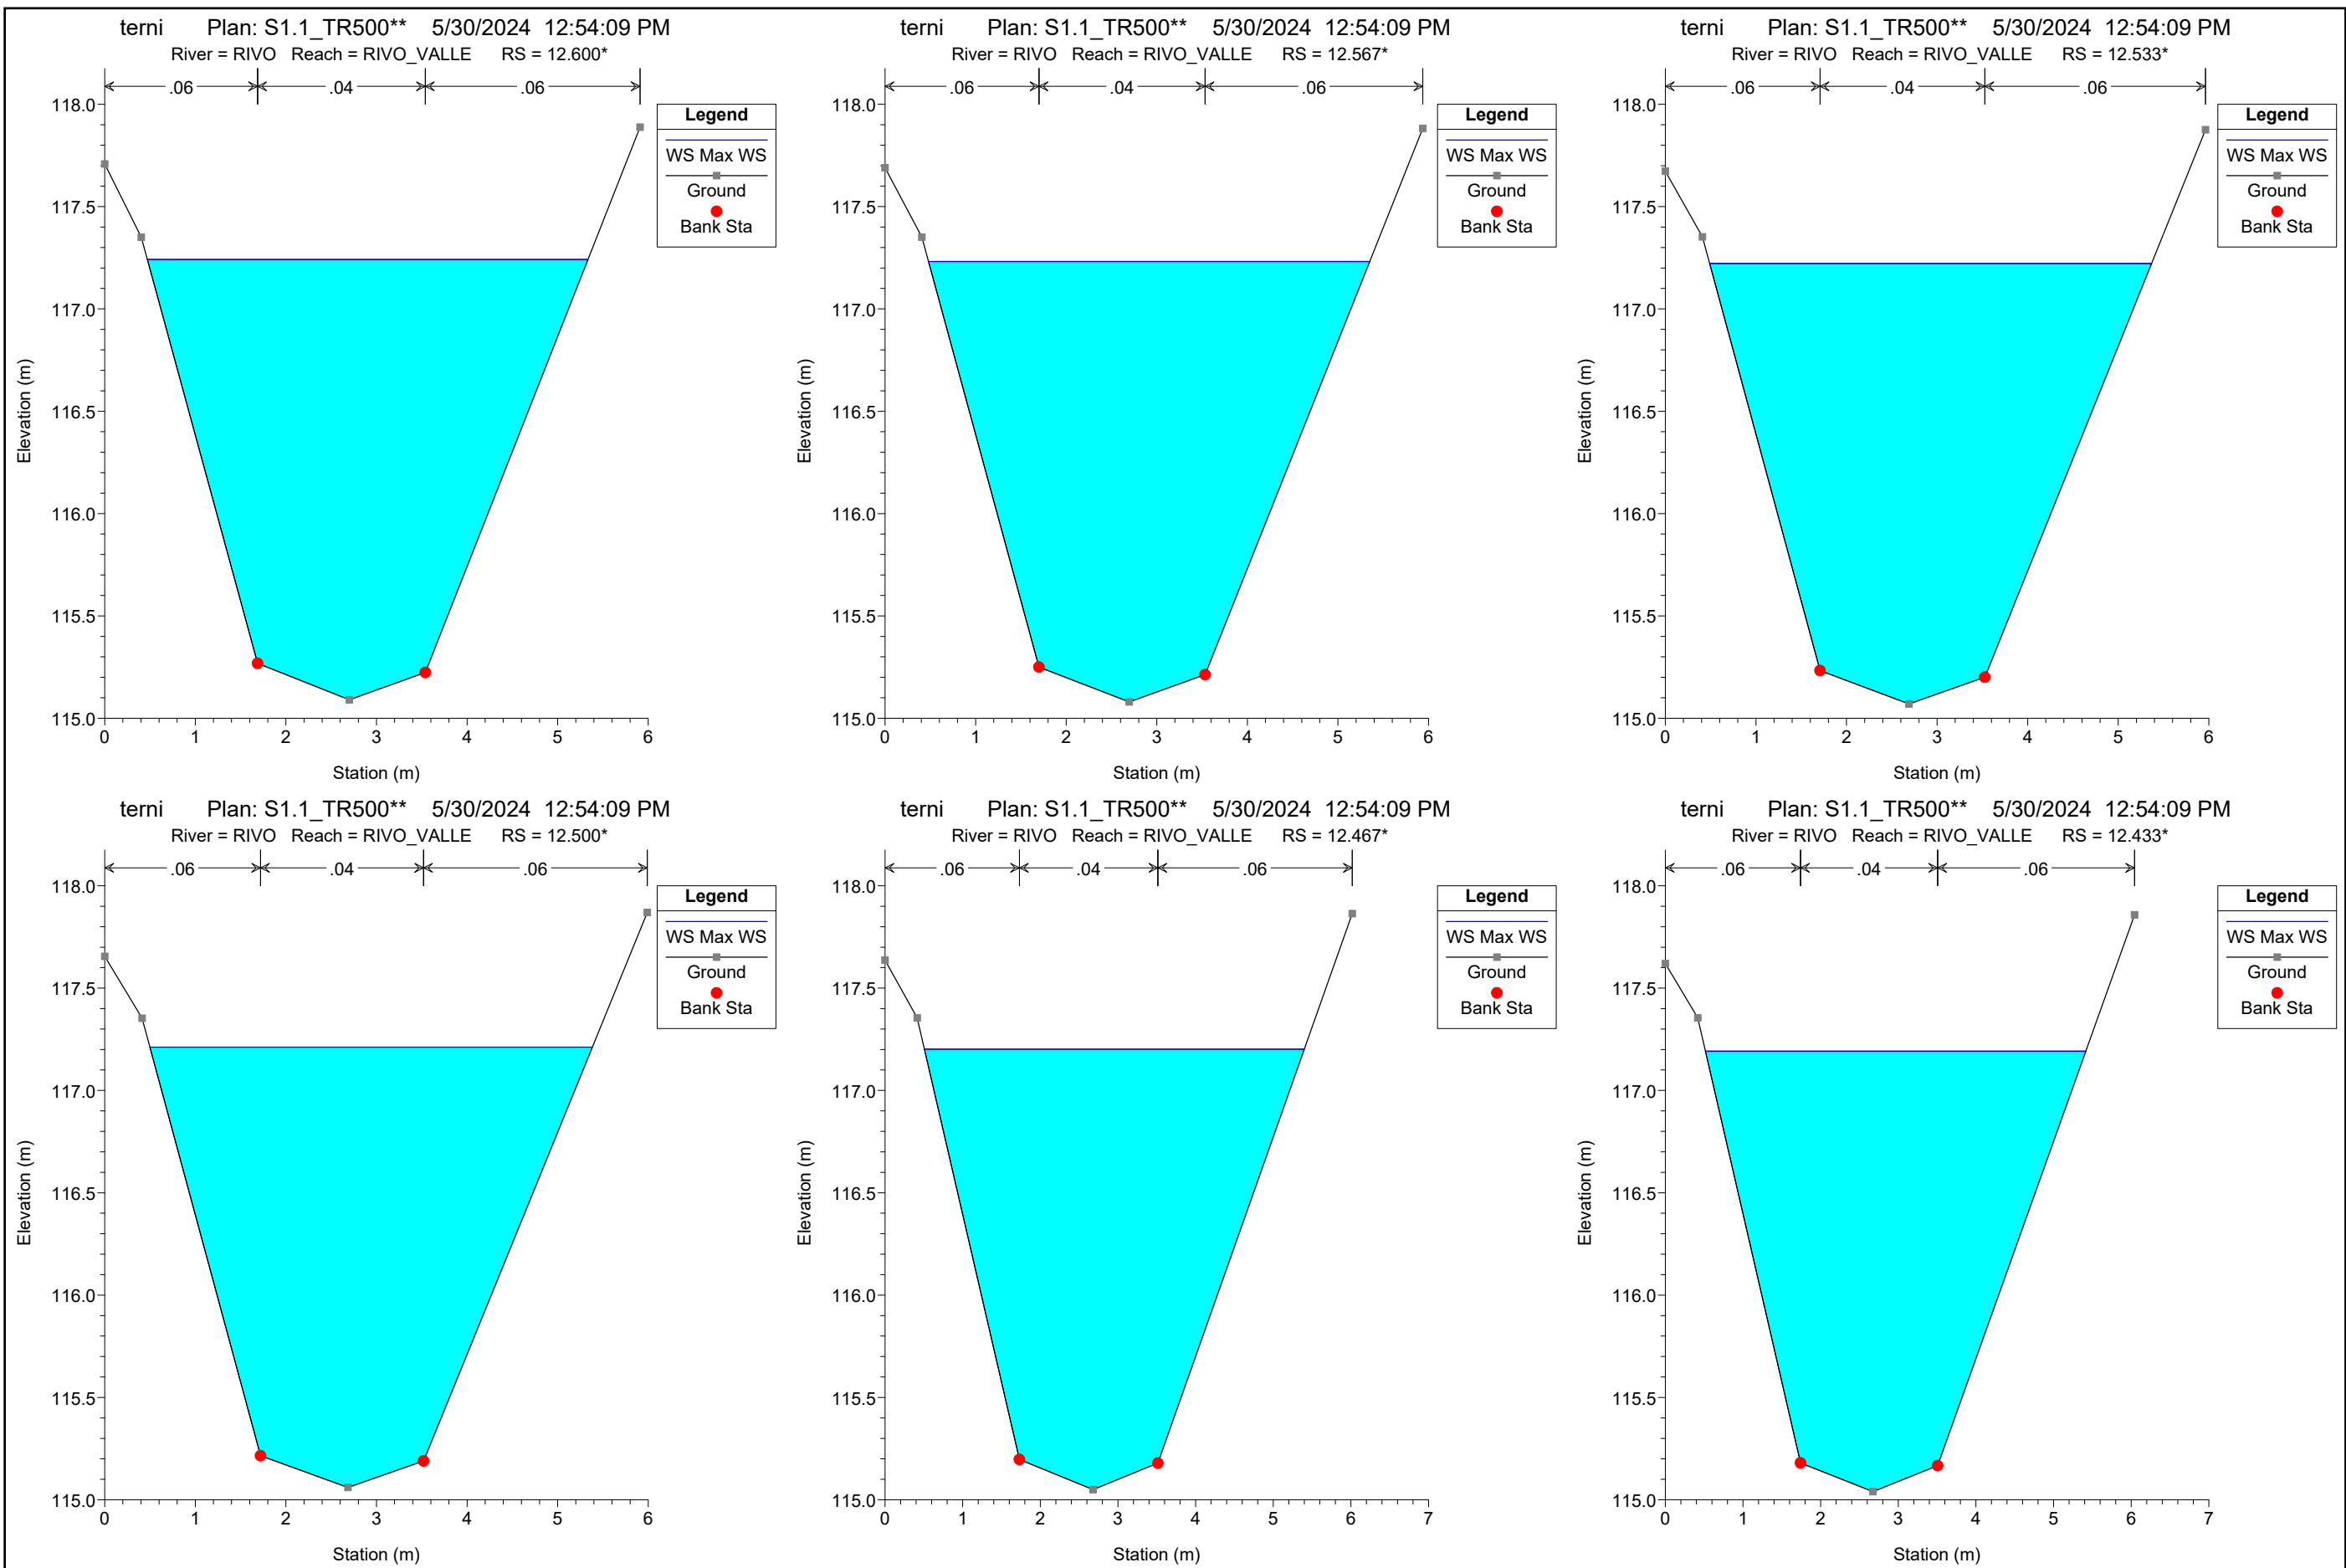 terni Plan: S1.1_TR500** 5/30/2024 12:54:09 PM
River = RIVO Reach = RIVO_VALLE RS = 12.600*
.06 .04 .06
118.0
117.5
117.0
116.5
116.0
115.5
115.0
0 1 2 3 4 5 6
Station (m)
Elevation (m)
Legend
WS Max WS
Ground
Bank Sta
terni Plan: S1.1_TR500** 5/30/2024 12:54:09 PM
River = RIVO Reach = RIVO_VALLE RS = 12.567*
.06 .04 .06
118.0
117.5
117.0
116.5
116.0
115.5
115.0
0 1 2 3 4 5 6
Station (m)
Elevation (m)
Legend
WS Max WS
Ground
Bank Sta
terni Plan: S1.1_TR500** 5/30/2024 12:54:09 PM
River = RIVO Reach = RIVO_VALLE RS = 12.533*
.06 .04 .06
118.0
117.5
117.0
116.5
116.0
115.5
115.0
0 1 2 3 4 5 6
Station (m)
Elevation (m)
Legend
WS Max WS
Ground
Bank Sta
terni Plan: S1.1_TR500** 5/30/2024 12:54:09 PM
River = RIVO Reach = RIVO_VALLE RS = 12.500*
.06 .04 .06
118.0
117.5
117.0
116.5
116.0
115.5
115.0
0 1 2 3 4 5 6
Station (m)
Elevation (m)
Legend
WS Max WS
Ground
Bank Sta
terni Plan: S1.1_TR500** 5/30/2024 12:54:09 PM
River = RIVO Reach = RIVO_VALLE RS = 12.467*
.06 .04 .06
118.0
117.5
117.0
116.5
116.0
115.5
115.0
0 1 2 3 4 5 6 7
Station (m)
Elevation (m)
Legend
WS Max WS
Ground
Bank Sta
terni Plan: S1.1_TR500** 5/30/2024 12:54:09 PM
River = RIVO Reach = RIVO_VALLE RS = 12.433*
.06 .04 .06
118.0
117.5
117.0
116.5
116.0
115.5
115.0
0 1 2 3 4 5 6 7
Station (m)
Elevation (m)
Legend
WS Max WS
Ground
Bank Sta